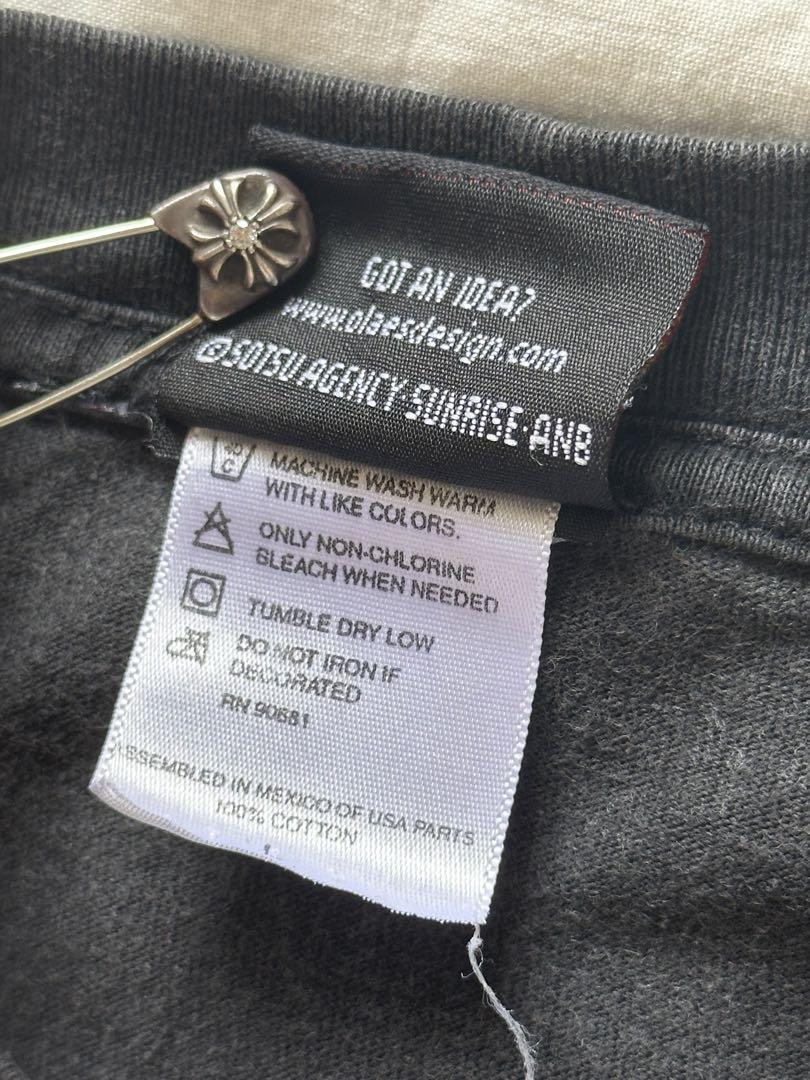 GOT AN IDEA?
www.olaesdesign.com
@SOTSU AGENCY·SUNRISE·ANB
MACHINE WASH WARM
WITH LIKE COLORS.
ONLY NON-CHLORINE
BLEACH WHEN NEEDED
TUMBLE DRY LOW
DO NOT IRON IF
DECORATED
RN 90681
ASSEMBLED IN MEXICO OF USA PARTS
100% COTTON